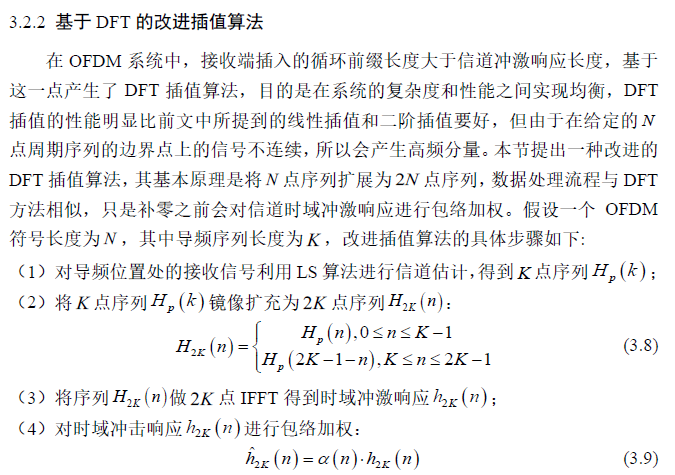 3.2.2 基于 DFT 的改进插值算法
在 OFDM 系统中，接收端插入的循环前缀长度大于信道冲激响应长度，基于
这一点产生了 DFT 插值算法，目的是在系统的复杂度和性能之间实现均衡，DFT
插值的性能明显比前文中所提到的线性插值和二阶插值要好，但由于在给定的 N
点周期序列的边界点上的信号不连续，所以会产生高频分量。本节提出一种改进的
DFT 插值算法，其基本原理是将 N 点序列扩展为 2N 点序列，数据处理流程与 DFT
方法相似，只是补零之前会对信道时域冲激响应进行包络加权。假设一个 OFDM
符号长度为 N，其中导频序列长度为 K，改进插值算法的具体步骤如下:
（1）对导频位置处的接收信号利用 LS 算法进行信道估计，得到 K 点序列 H_p(k)；
（2）将 K 点序列 H_p(k) 镜像扩充为 2K 点序列 H_{2K}(n)：
H_{2K}(n) = { H_p(n), 0 ≤ n ≤ K−1
H_p(2K−1−n), K ≤ n ≤ 2K−1 (3.8)
（3）将序列 H_{2K}(n) 做 2K 点 IFFT 得到时域冲激响应 h_{2K}(n)；
（4）对时域冲击响应 h_{2K}(n) 进行包络加权：
ĥ_{2K}(n) = α(n)·h_{2K}(n) (3.9)